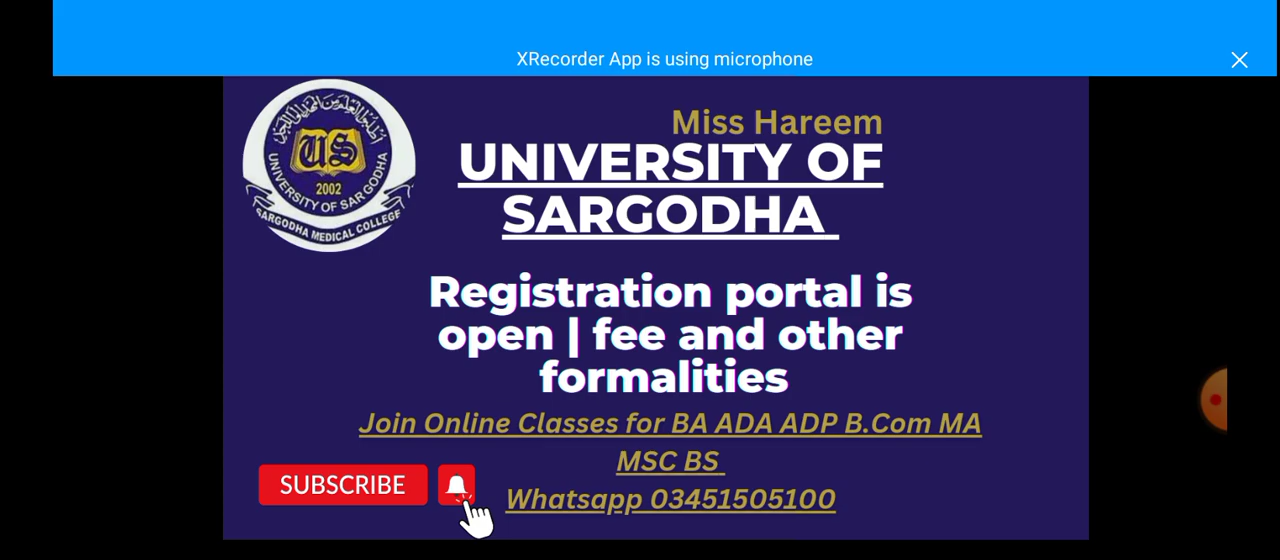 XRecorder App is using microphone
Miss Hareem
UNIVERSITY OF
SARGODHA
US
2002
UNIVERSITY OF SARGODHA
SARGODHA MEDICAL COLLEGE
Registration portal is
open | fee and other
formalities
Join Online Classes for BA ADA ADP B.Com MA
MSC BS
SUBSCRIBE
Whatsapp 03451505100